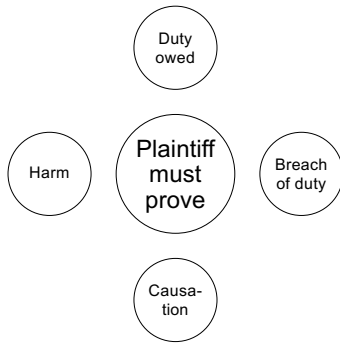 Duty
owed
Harm
Plaintiff
must
prove
Breach
of duty
Causa-
tion